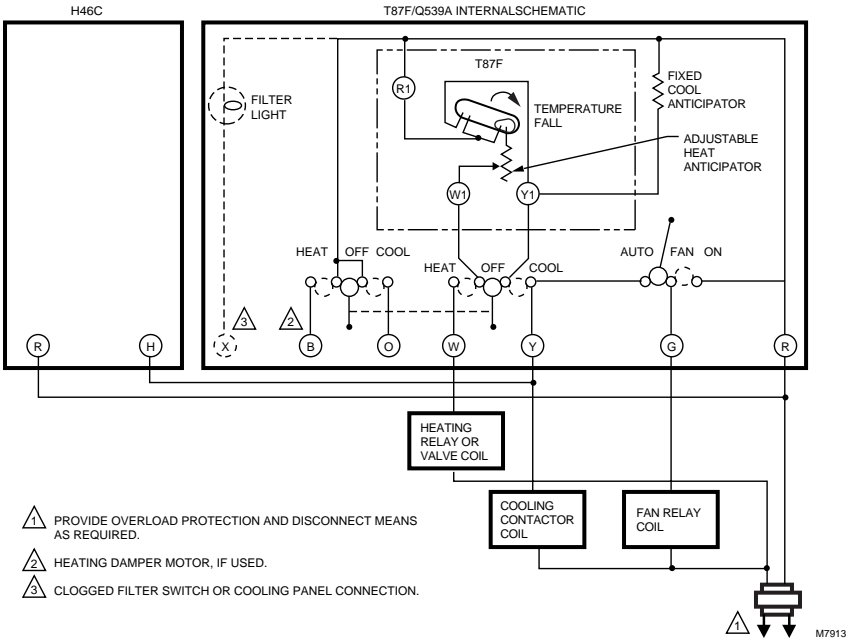 H46C
T87F/Q539A INTERNALSCHEMATIC
T87F
R1
FILTER
LIGHT
FIXED
COOL
ANTICIPATOR
TEMPERATURE
FALL
ADJUSTABLE
HEAT
ANTICIPATOR
W1
Y1
HEAT OFF COOL
HEAT OFF COOL
AUTO FAN ON
3
2
R
H
X
B
O
W
Y
G
R
HEATING
RELAY OR
VALVE COIL
COOLING
CONTACTOR
COIL
FAN RELAY
COIL
1 PROVIDE OVERLOAD PROTECTION AND DISCONNECT MEANS
AS REQUIRED.
2 HEATING DAMPER MOTOR, IF USED.
3 CLOGGED FILTER SWITCH OR COOLING PANEL CONNECTION.
1
M7913